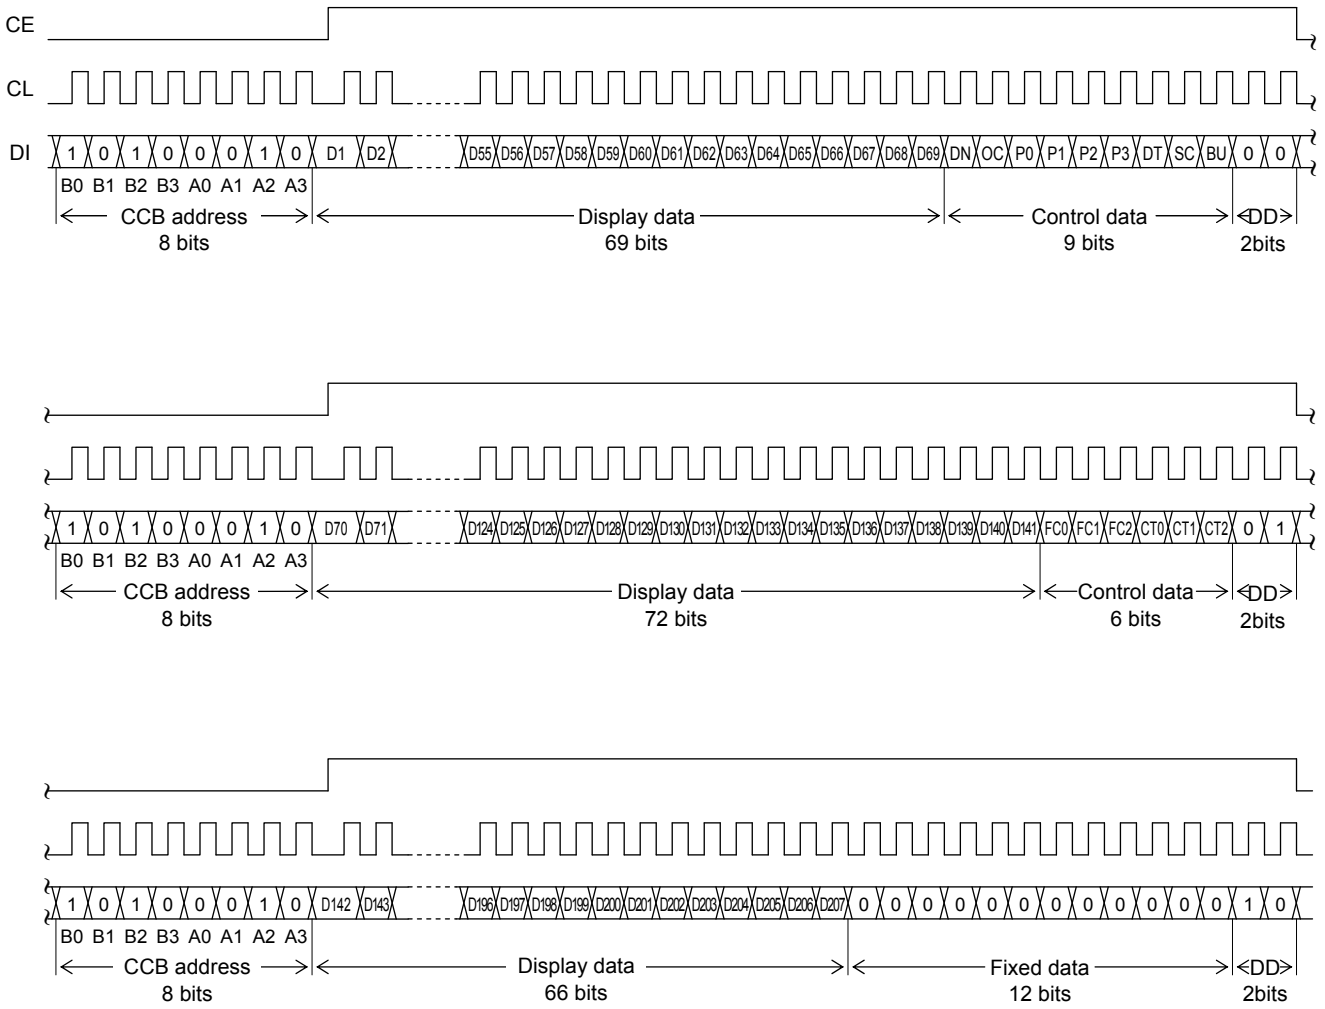 CE
CL
DI 1 0 1 0 0 0 1 0 D1 D2 D55 D56 D57 D58 D59 D60 D61 D62 D63 D64 D65 D66 D67 D68 D69 DN OC P0 P1 P2 P3 DT SC BU 0 0
B0 B1 B2 B3 A0 A1 A2 A3
CCB address Display data Control data DD
8 bits 69 bits 9 bits 2bits
1 0 1 0 0 0 1 0 D70 D71 D124 D125 D126 D127 D128 D129 D130 D131 D132 D133 D134 D135 D136 D137 D138 D139 D140 D141 FC0 FC1 FC2 CT0 CT1 CT2 0 1
B0 B1 B2 B3 A0 A1 A2 A3
CCB address Display data Control data DD
8 bits 72 bits 6 bits 2bits
1 0 1 0 0 0 1 0 D142 D143 D196 D197 D198 D199 D200 D201 D202 D203 D204 D205 D206 D207 0 0 0 0 0 0 0 0 0 0 0 0 1 0
B0 B1 B2 B3 A0 A1 A2 A3
CCB address Display data Fixed data DD
8 bits 66 bits 12 bits 2bits